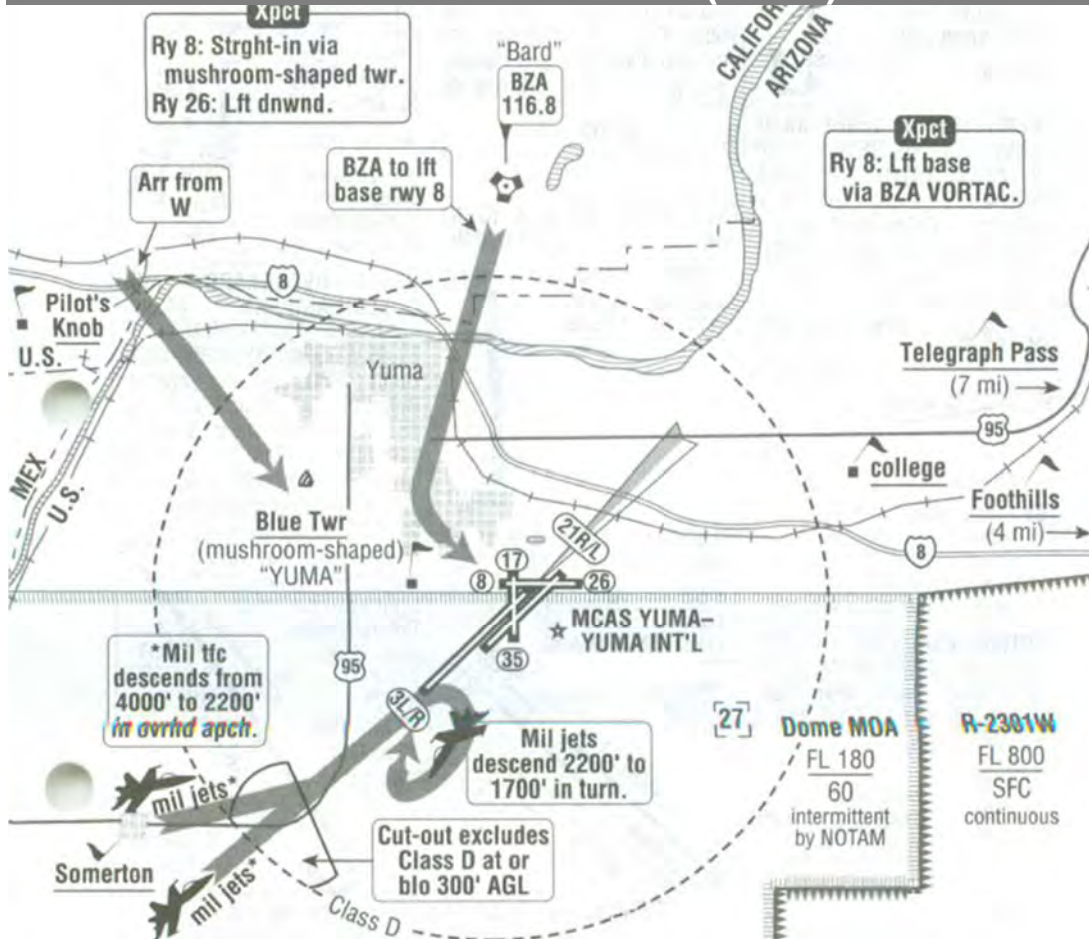 Xpct
Ry 8: Strght-in via
mushroom-shaped twr.
Ry 26: Lft dnwnd.
"Bard"
BZA
116.8
CALIFORNIA
ARIZONA
Xpct
Ry 8: Lft base
via BZA VORTAC.
Arr from
W
BZA to lft
base rwy 8
8
Pilot's
Knob
U.S.
MEX
U.S.
Yuma
Telegraph Pass
(7 mi)
95
college
Foothills
(4 mi)
8
Blue Twr
(mushroom-shaped)
"YUMA"
21R/L
17
8
26
35
MCAS YUMA–
YUMA INT'L
*Mil tfc
descends from
4000' to 2200'
in ovrhd apch.
95
3L/R
Mil jets
descend 2200' to
1700' in turn.
[27]
Dome MOA
FL 180
60
intermittent
by NOTAM
R-2301W
FL 800
SFC
continuous
mil jets*
Somerton
mil jets*
Cut-out excludes
Class D at or
blo 300' AGL
Class D